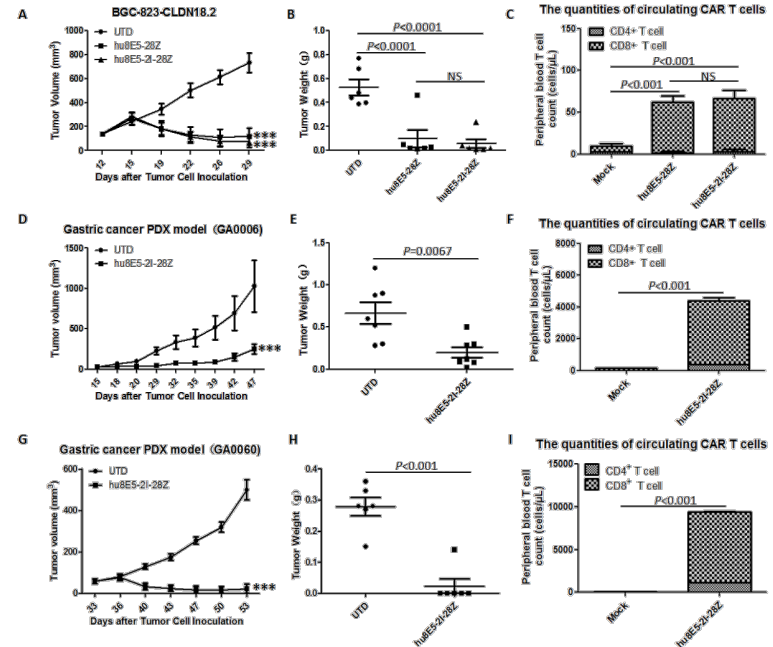 A
BGC-823-CLDN18.2
UTD
hu8E5-28Z
hu8E5-2I-28Z
Tumor Volume (mm³)
1000
800
600
400
200
0
12 15 19 22 26 29
***
***
Days after Tumor Cell Inoculation
B
P<0.0001
P<0.0001
NS
Tumor Weight (g)
1.0
0.8
0.6
0.4
0.2
0.0
UTD
hu8E5-28Z
hu8E5-2I-28Z
C
The quantities of circulating CAR T cells
CD4+ T cell
CD8+ T cell
P<0.001
P<0.001
NS
Peripheral blood T cell
count (cells/μL)
150
100
50
0
Mock
hu8E5-28Z
hu8E5-2I-28Z
D
Gastric cancer PDX model (GA0006)
UTD
hu8E5-2I-28Z
Tumor volume (mm³)
1500
1000
500
0
15 18 20 29 32 35 39 42 47
***
Days after Tumor Cell Inoculation
E
P=0.0067
Tumor Weight (g)
1.5
1.0
0.5
0.0
UTD
hu8E5-2I-28Z
F
The quantities of circulating CAR T cells
CD4+ T cell
CD8+ T cell
P<0.001
Peripheral blood T cell
count (cells/μL)
8000
6000
4000
2000
0
Mock
hu8E5-2I-28Z
G
Gastric cancer PDX model (GA0060)
UTD
hu8E5-2I-28Z
Tumor volume (mm³)
600
400
200
0
33 36 40 43 47 50 53
***
Days after Tumor Cell Inoculation
H
P<0.001
Tumor Weight (g)
0.4
0.3
0.2
0.1
0.0
UTD
hu8E5-2I-28Z
I
The quantities of circulating CAR T cells
CD4⁺ T cell
CD8⁺ T cell
P<0.001
Peripheral blood T cell
count (cells/μL)
15000
10000
5000
0
Mock
hu8E5-2I-28Z